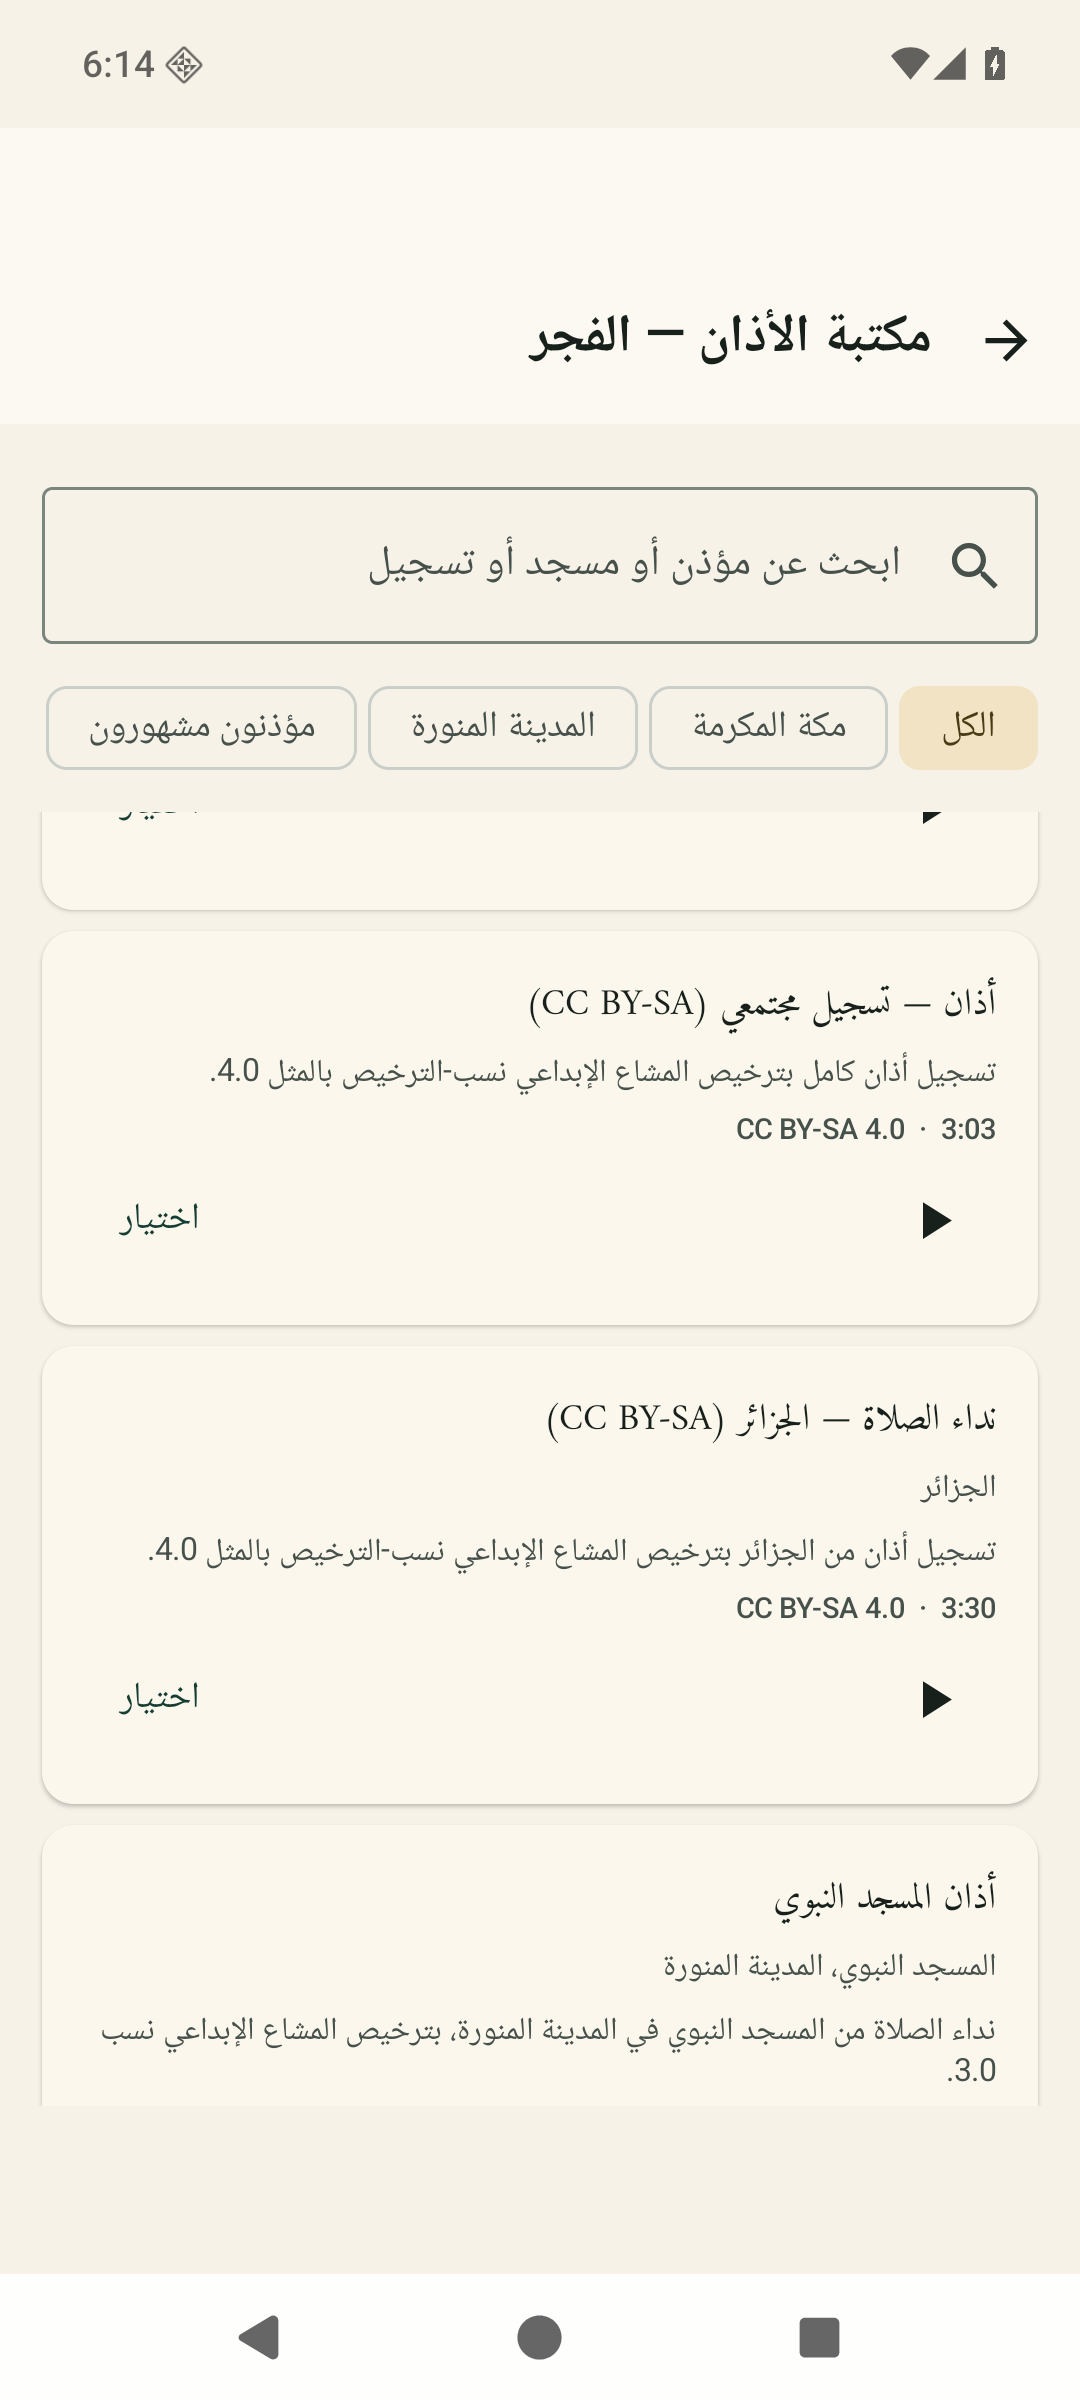 6:14
مكتبة الأذان – الفجر
ابحث عن مؤذن أو مسجد أو تسجيل
الكل
مكة المكرمة
المدينة المنورة
مؤذنون مشهورون
أذان – تسجيل مجتمعي (CC BY-SA)
تسجيل أذان كامل بترخيص المشاع الإبداعي نسب-الترخيص بالمثل 4.0.
3:03 · CC BY-SA 4.0
اختيار
نداء الصلاة – الجزائر (CC BY-SA)
الجزائر
تسجيل أذان من الجزائر بترخيص المشاع الإبداعي نسب-الترخيص بالمثل 4.0.
3:30 · CC BY-SA 4.0
اختيار
أذان المسجد النبوي
المسجد النبوي، المدينة المنورة
نداء الصلاة من المسجد النبوي في المدينة المنورة، بترخيص المشاع الإبداعي نسب
3.0.